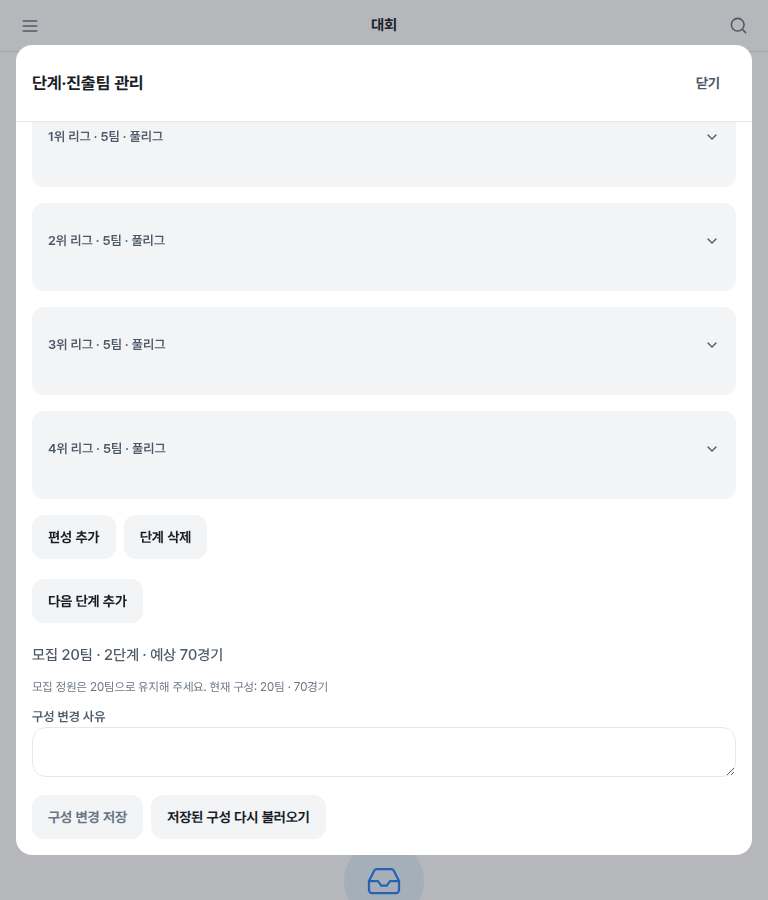 대회
단계·진출팀 관리
닫기
1위 리그 · 5팀 · 풀리그
2위 리그 · 5팀 · 풀리그
3위 리그 · 5팀 · 풀리그
4위 리그 · 5팀 · 풀리그
편성 추가
단계 삭제
다음 단계 추가
모집 20팀 · 2단계 · 예상 70경기
모집 정원은 20팀으로 유지해 주세요. 현재 구성: 20팀 · 70경기
구성 변경 사유
구성 변경 저장
저장된 구성 다시 불러오기